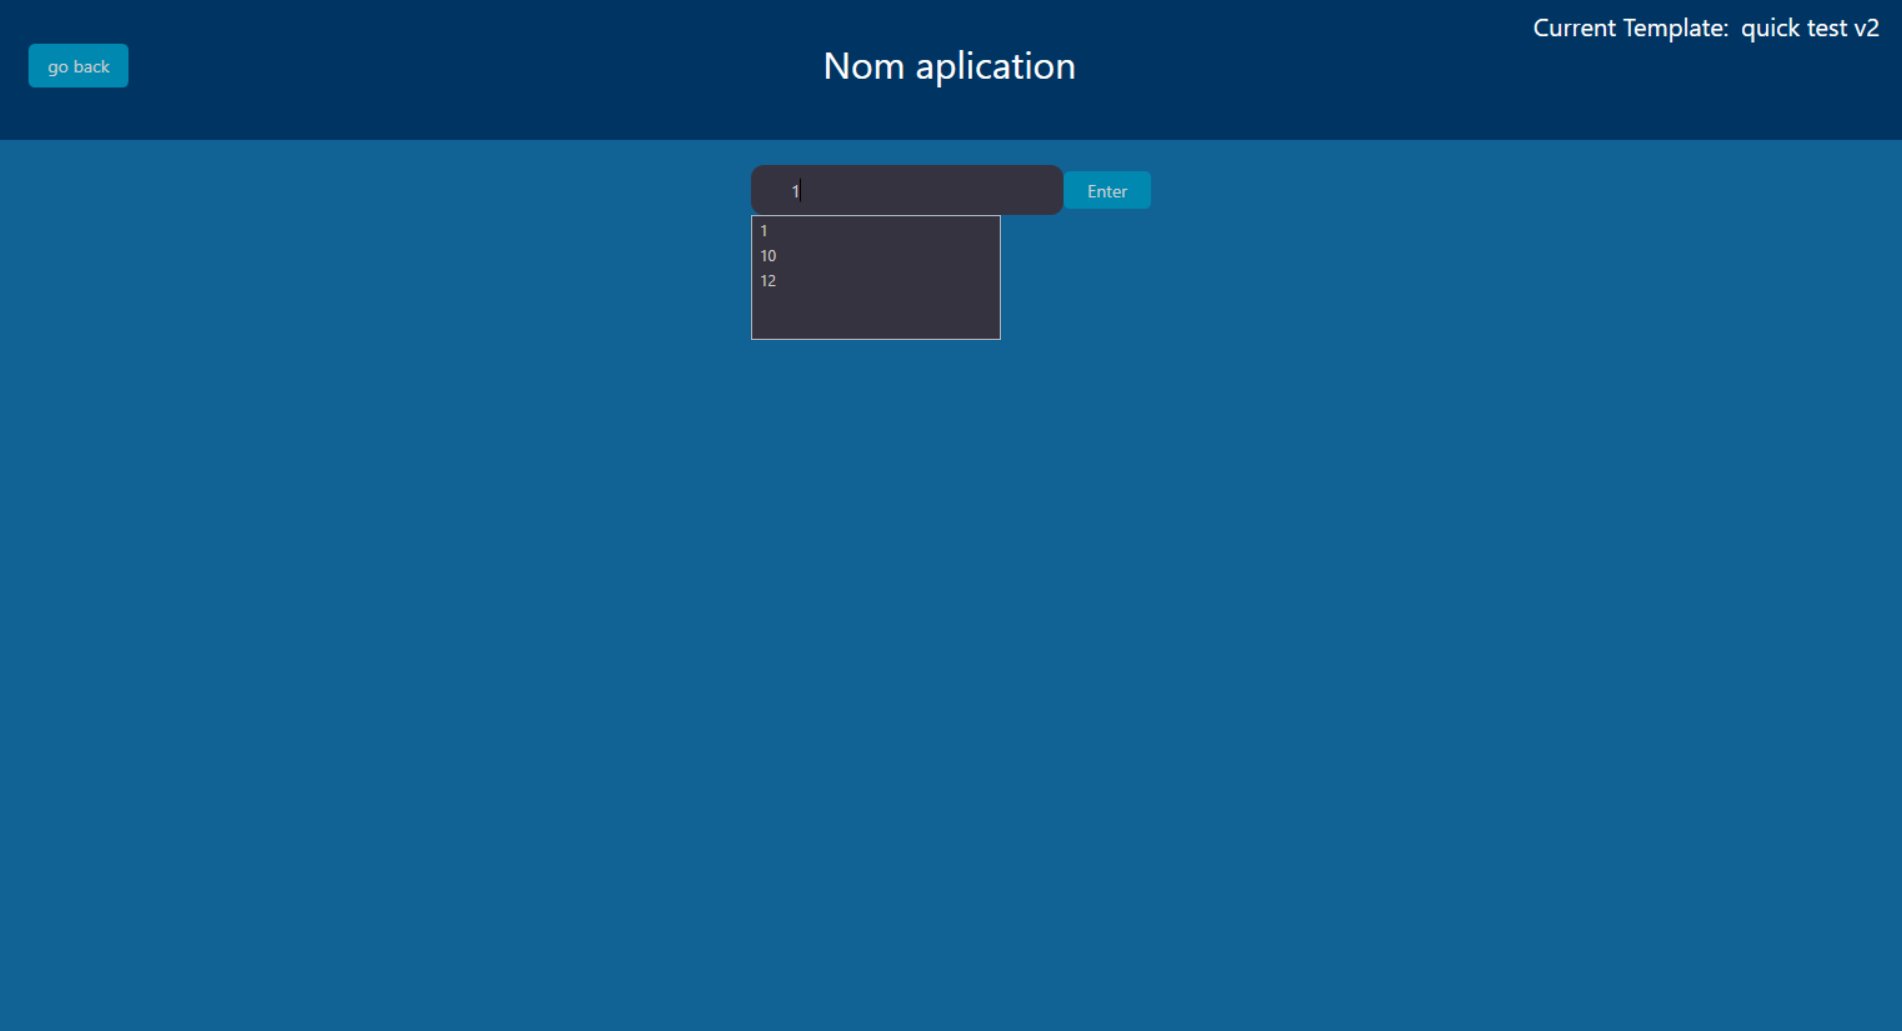 Current Template: quick test v2
go back
Nom aplication
1
Enter
1
10
12